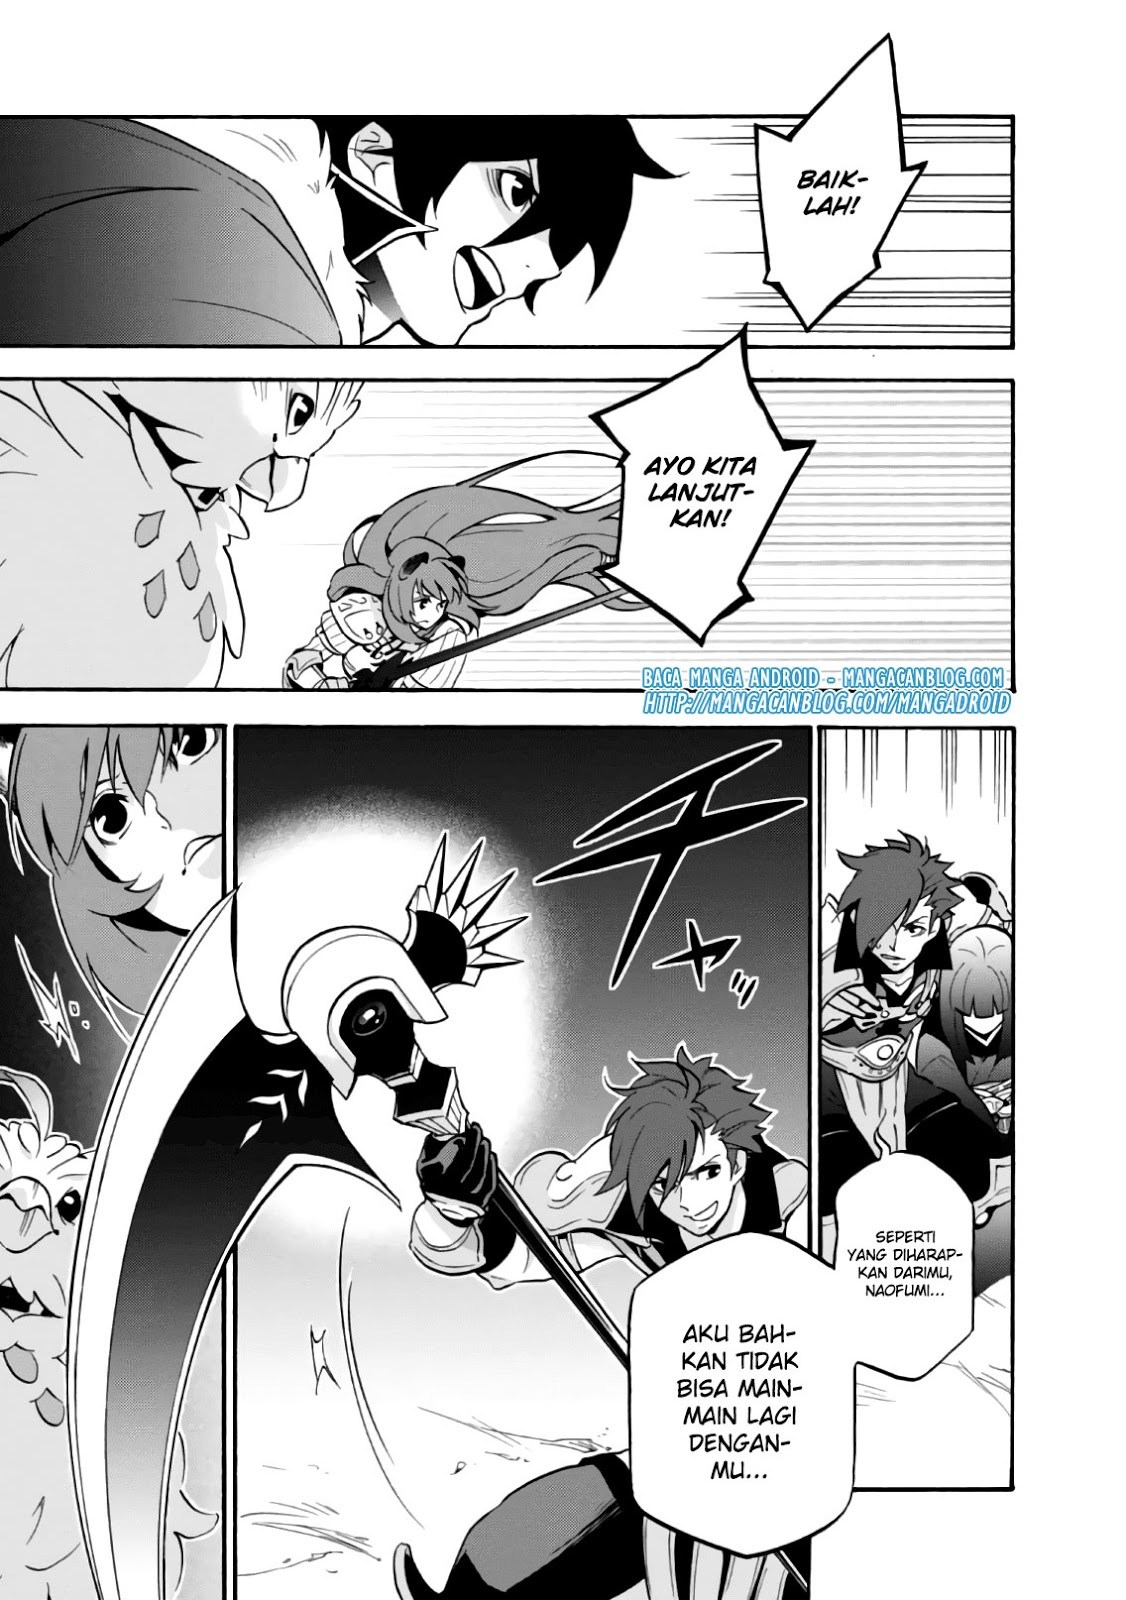 BAIK-
LAH!
AYO KITA
LANJUT-
KAN!
BACA MANGA ANDROID - MANGACANBLOG.COM
HTTP://MANGACANBLOG.COM/MANGADROID
チャッ
SEPERTI
YANG DIHARAP-
KAN DARIMU,
NAOFUMI...
AKU BAH-
KAN TIDAK
BISA MAIN-
MAIN LAGI
DENGAN-
MU...